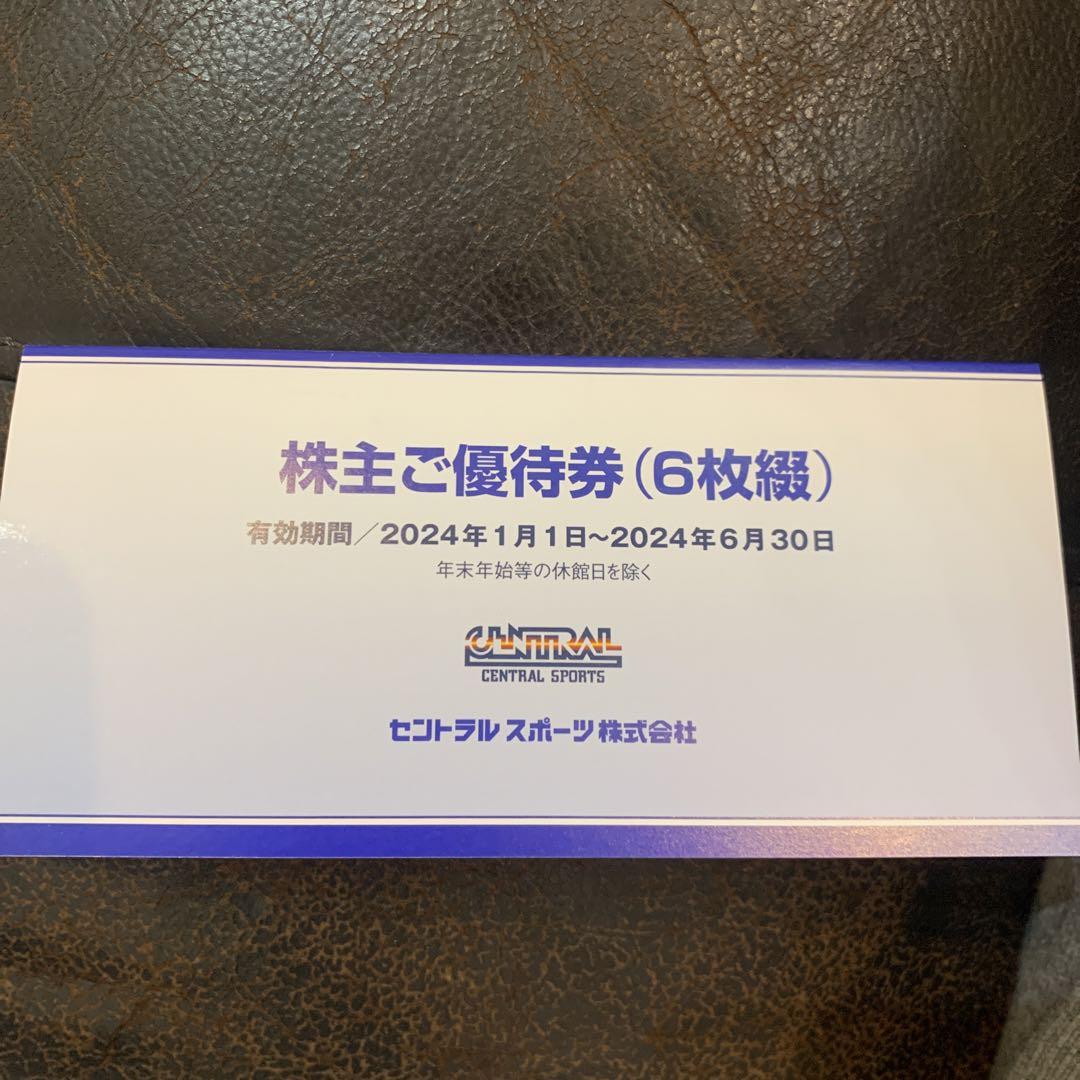 株主ご優待券（6枚綴）
有効期間／2024年1月1日～2024年6月30日
年末年始等の休館日を除く
CENTRAL
CENTRAL SPORTS
セントラルスポーツ株式会社